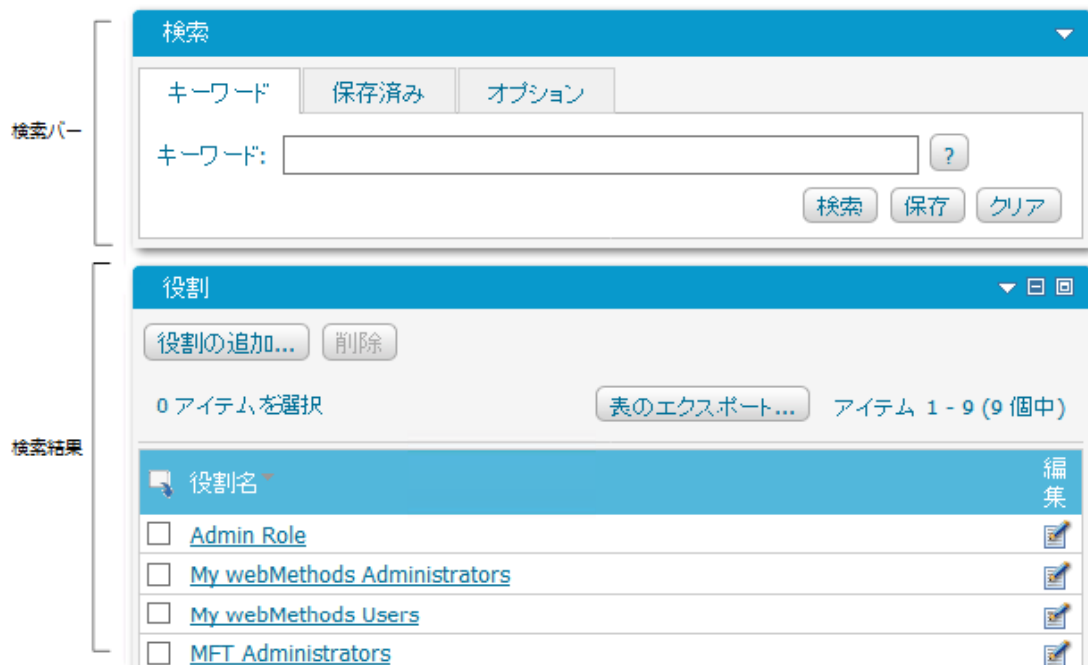 検索
キーワード 保存済み オプション
検索バー
キーワード: ?
検索 保存 クリア
役割
役割の追加... 削除
0 アイテムを選択 表のエクスポート... アイテム 1 - 9 (9 個中)
検索結果
役割名 編集
Admin Role
My webMethods Administrators
My webMethods Users
MFT Administrators